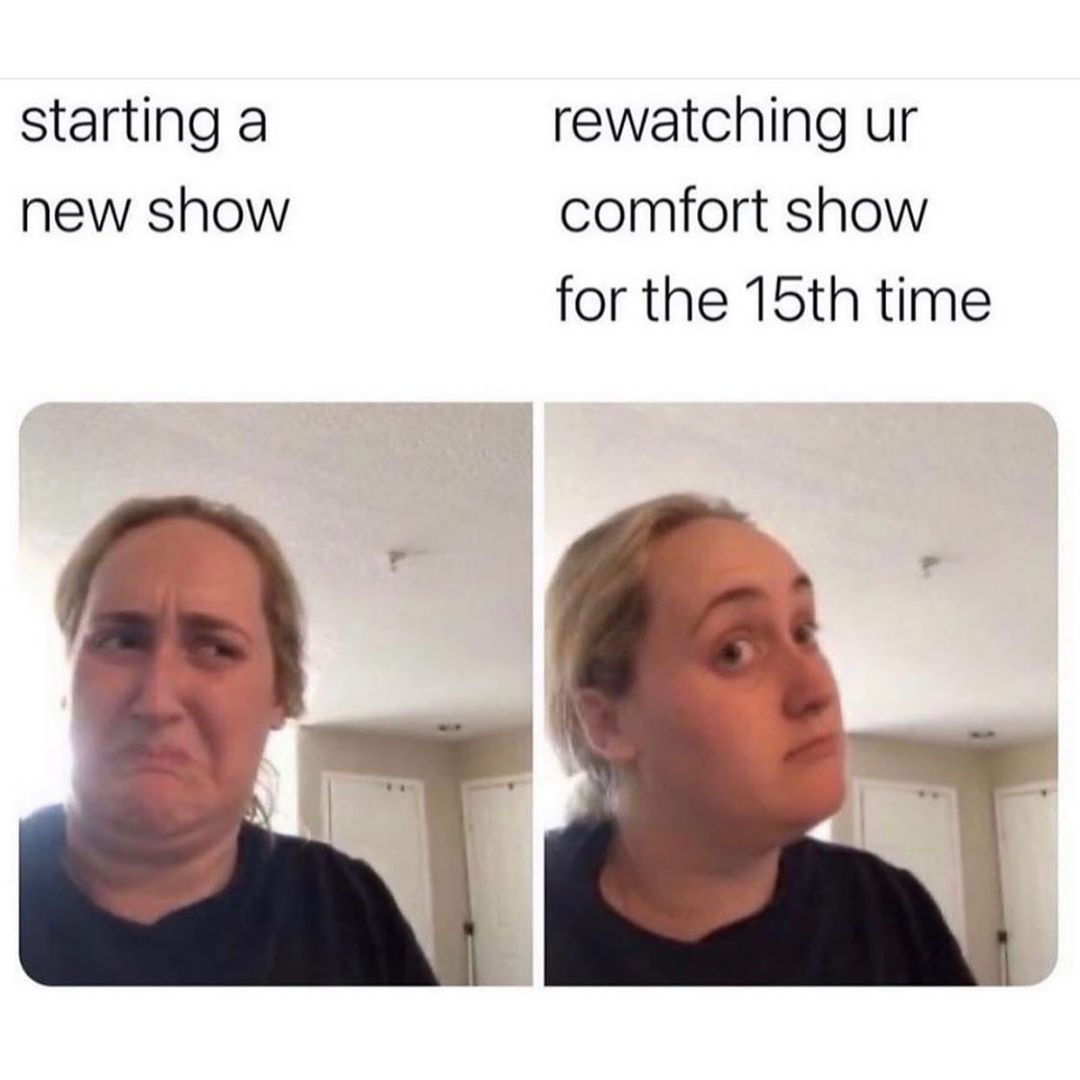 starting a
new show
rewatching ur
comfort show
for the 15th time